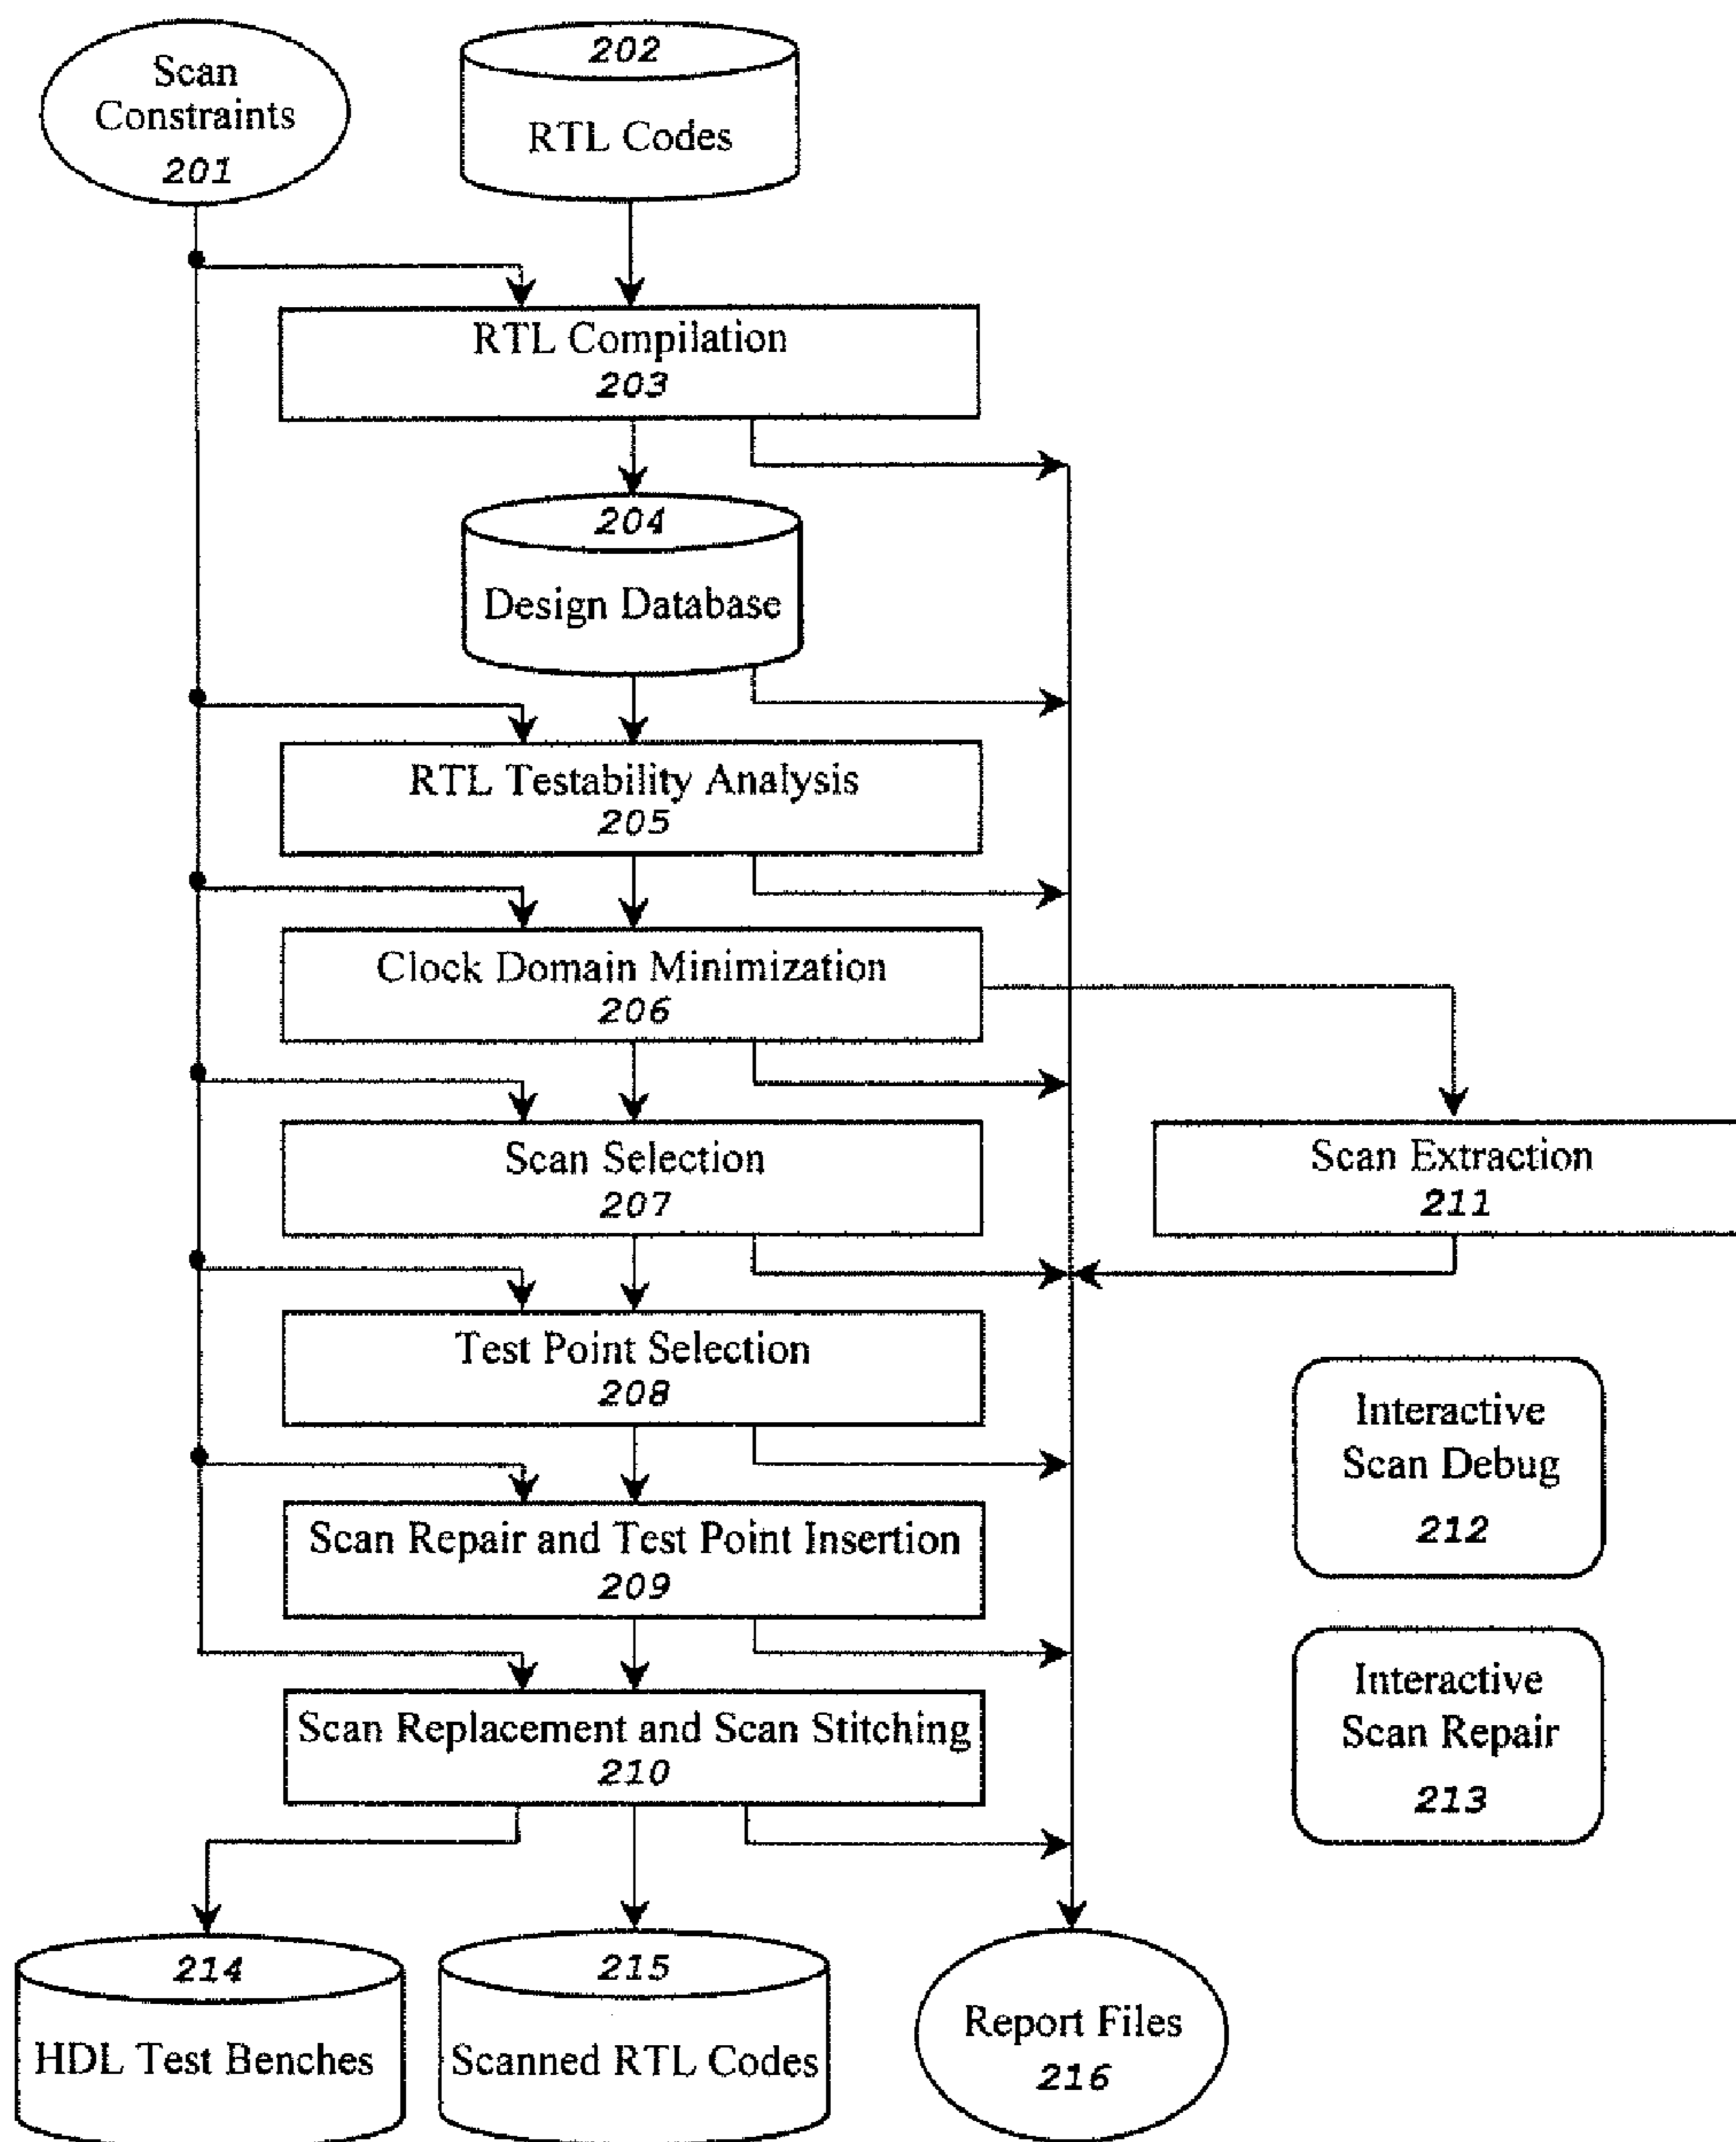 Scan
Constraints
201
202
RTL Codes
RTL Compilation
203
204
Design Database
RTL Testability Analysis
205
Clock Domain Minimization
206
Scan Selection
207
Scan Extraction
211
Test Point Selection
208
Interactive
Scan Debug
212
Scan Repair and Test Point Insertion
209
Interactive
Scan Repair
213
Scan Replacement and Scan Stitching
210
214
HDL Test Benches
215
Scanned RTL Codes
Report Files
216